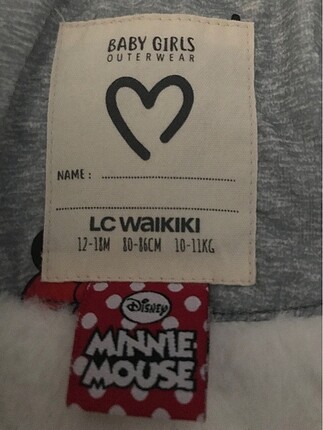 BABY GIRLS
OUTERWEAR
NAME : ..............................
LC WAIKIKI
12-18M 80-86CM 10-11KG
Disney
MINNIE
MOUSE